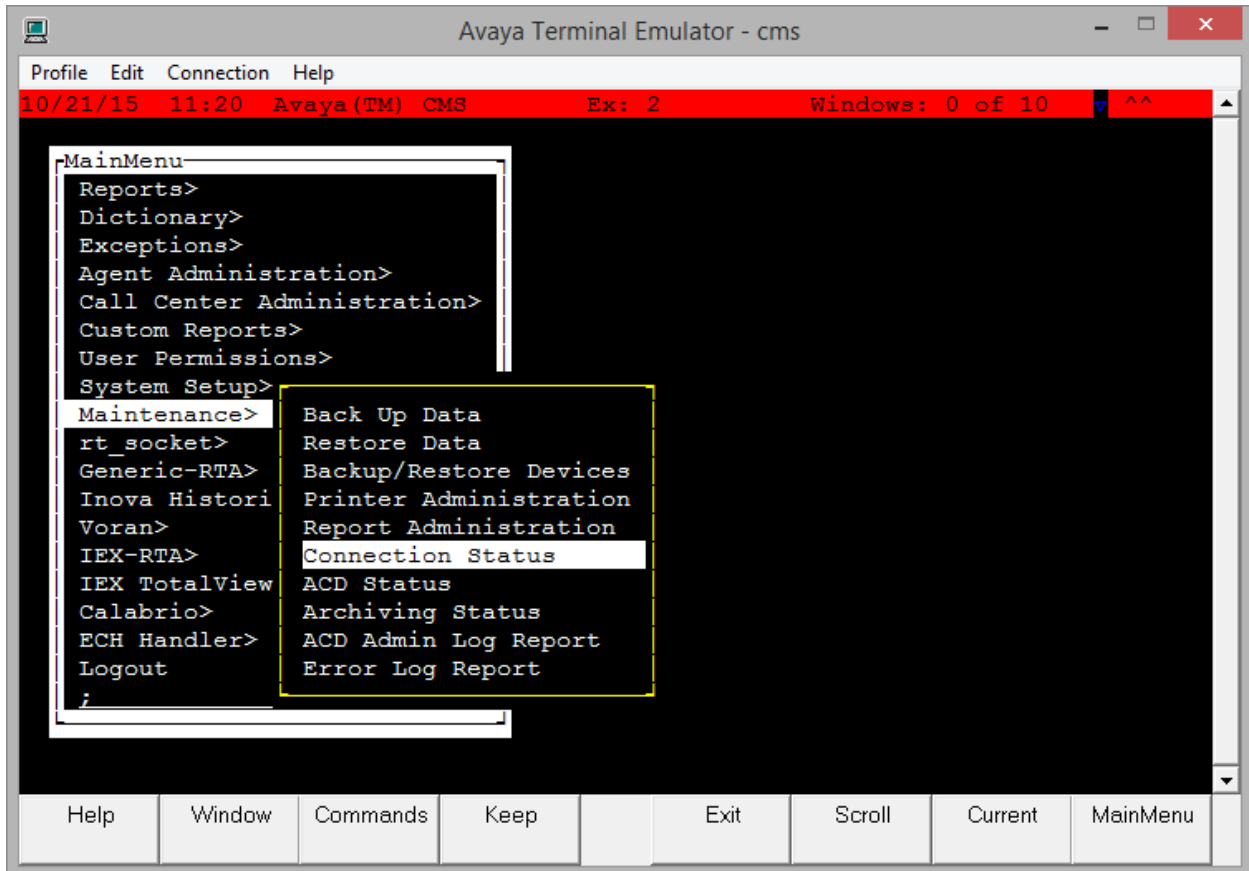 Avaya Terminal Emulator - cms
Profile Edit Connection Help
10/21/15 11:20 Avaya(TM) CMS Ex: 2 Windows: 0 of 10 ^^
MainMenu
Reports>
Dictionary>
Exceptions>
Agent Administration>
Call Center Administration>
Custom Reports>
User Permissions>
System Setup>
Maintenance>
rt_socket>
Generic-RTA>
Inova Histori
Voran>
IEX-RTA>
IEX TotalView
Calabrio>
ECH Handler>
Logout
;
Back Up Data
Restore Data
Backup/Restore Devices
Printer Administration
Report Administration
Connection Status
ACD Status
Archiving Status
ACD Admin Log Report
Error Log Report
Help Window Commands Keep Exit Scroll Current MainMenu